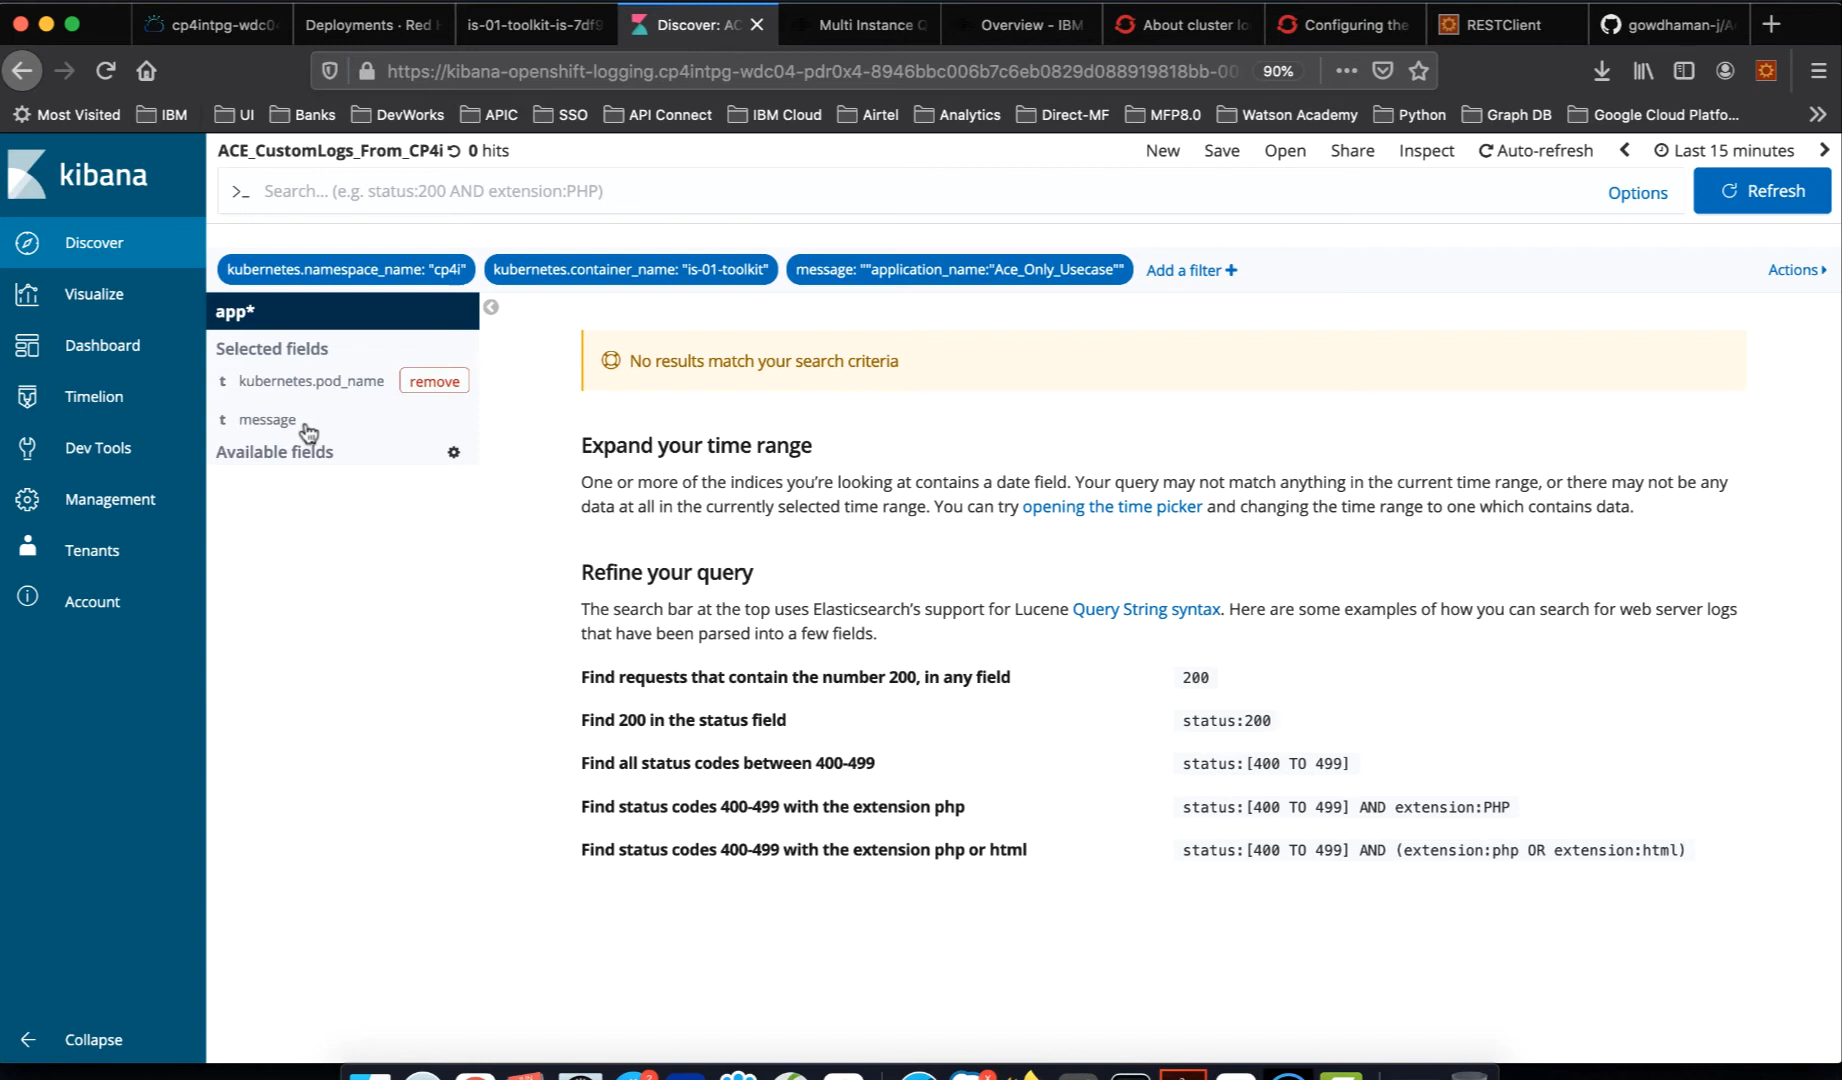 cp4intpg-wdc0
Deployments · Red H
is-01-toolkit-is-7df9
Discover: AC
Multi Instance Q
Overview - IBM
About cluster lo
Configuring the
RESTClient
gowdhaman-j/A
https://kibana-openshift-logging.cp4intpg-wdc04-pdr0x4-8946bbc006b7c6eb0829d088919818bb-00
90%
Most Visited
IBM
UI
Banks
DevWorks
APIC
SSO
API Connect
IBM Cloud
Airtel
Analytics
Direct-MF
MFP8.0
Watson Academy
Python
Graph DB
Google Cloud Platfo...
kibana
ACE_CustomLogs_From_CP4i 0 hits
New
Save
Open
Share
Inspect
Auto-refresh
Last 15 minutes
>_ Search... (e.g. status:200 AND extension:PHP)
Options
Refresh
Discover
Visualize
Dashboard
Timelion
Dev Tools
Management
Tenants
Account
Collapse
kubernetes.namespace_name: "cp4i"
kubernetes.container_name: "is-01-toolkit"
message: ""application_name:"Ace_Only_Usecase""
Add a filter +
Actions
app*
Selected fields
t kubernetes.pod_name
remove
t message
Available fields
No results match your search criteria
Expand your time range
One or more of the indices you're looking at contains a date field. Your query may not match anything in the current time range, or there may not be any
data at all in the currently selected time range. You can try opening the time picker and changing the time range to one which contains data.
Refine your query
The search bar at the top uses Elasticsearch's support for Lucene Query String syntax. Here are some examples of how you can search for web server logs
that have been parsed into a few fields.
Find requests that contain the number 200, in any field
200
Find 200 in the status field
status:200
Find all status codes between 400-499
status:[400 TO 499]
Find status codes 400-499 with the extension php
status:[400 TO 499] AND extension:PHP
Find status codes 400-499 with the extension php or html
status:[400 TO 499] AND (extension:php OR extension:html)